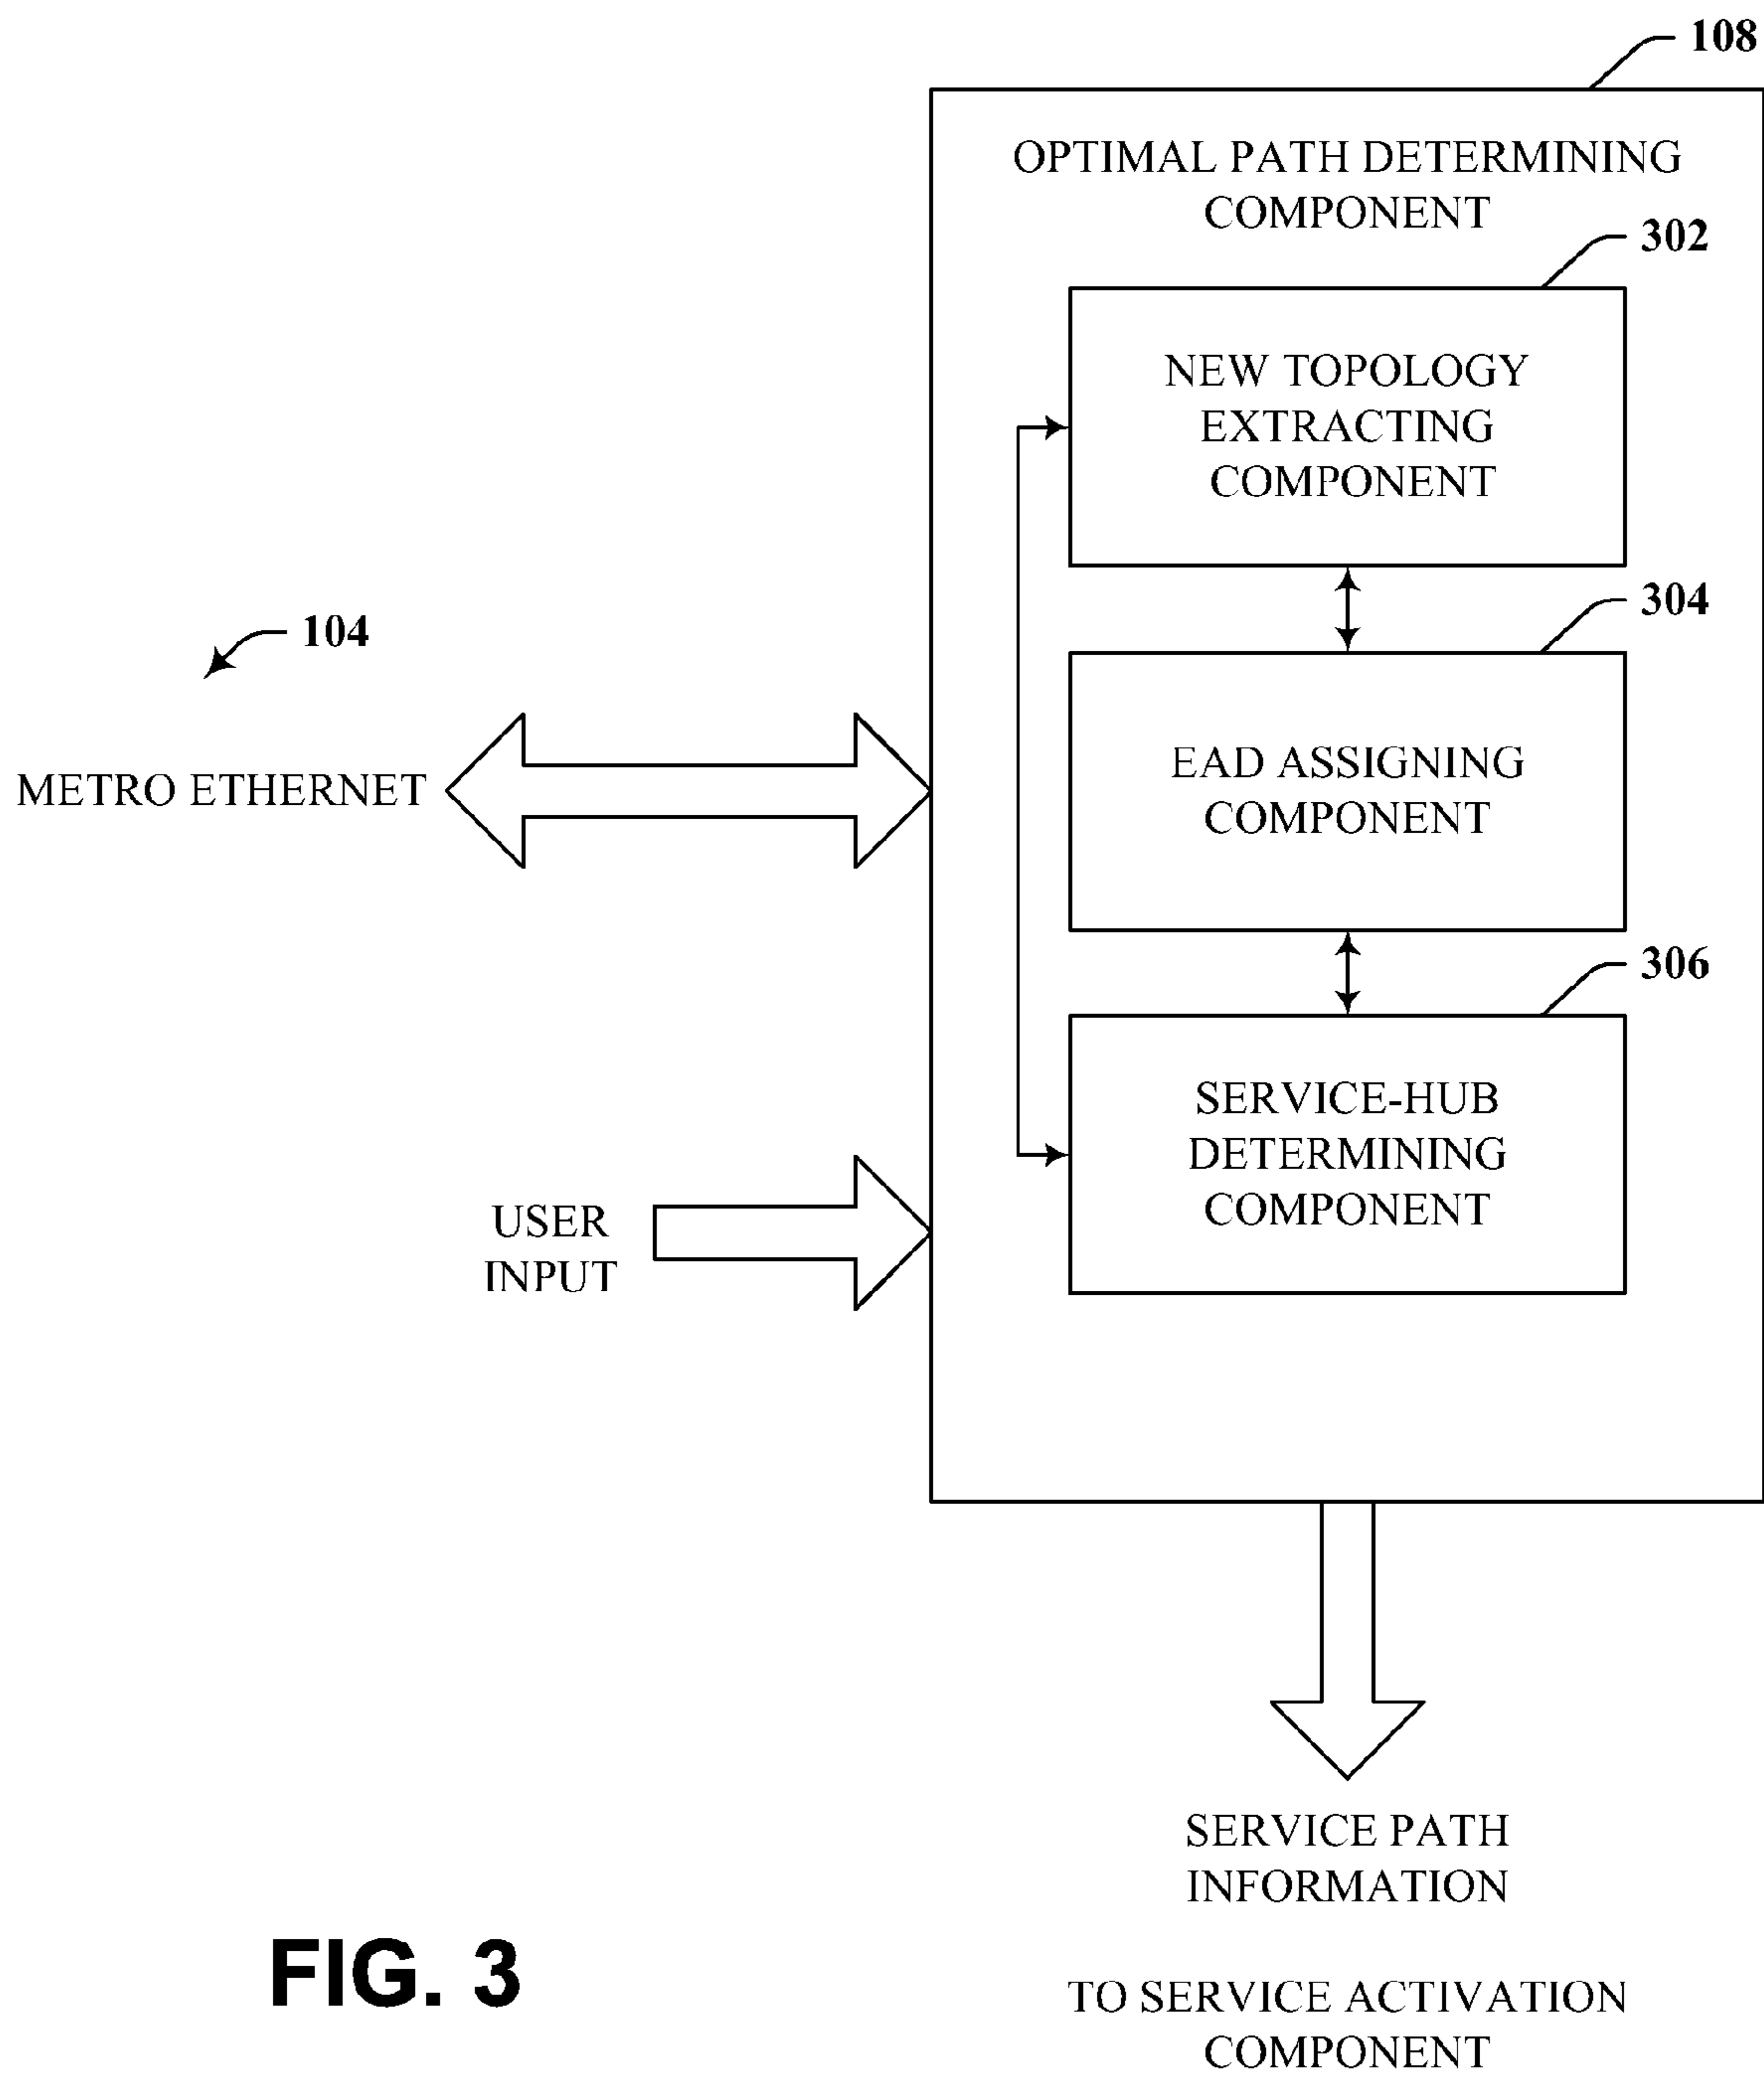 108
OPTIMAL PATH DETERMINING
COMPONENT
302
NEW TOPOLOGY
EXTRACTING
COMPONENT
304
104
EAD ASSIGNING
COMPONENT
METRO ETHERNET
306
SERVICE-HUB
DETERMINING
COMPONENT
USER
INPUT
SERVICE PATH
INFORMATION
TO SERVICE ACTIVATION
COMPONENT
FIG. 3